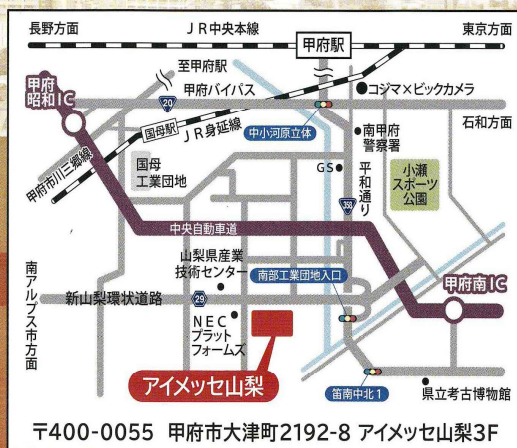 長野方面
JR中央本線
東京方面
甲府駅
至甲府駅
甲府昭和IC
20
甲府バイパス
コジマ×ビックカメラ
国母駅
JR身延線
中小河原立体
石和方面
南甲府警察署
甲府市川三郷線
国母工業団地
GS
平和通り
小瀬スポーツ公園
358
中央自動車道
山梨県産業技術センター
南部工業団地入口
甲府南IC
南アルプス市方面
新山梨環状道路
29
NECプラットフォームズ
アイメッセ山梨
笛南中北1
県立考古博物館
〒400-0055 甲府市大津町2192-8 アイメッセ山梨3F